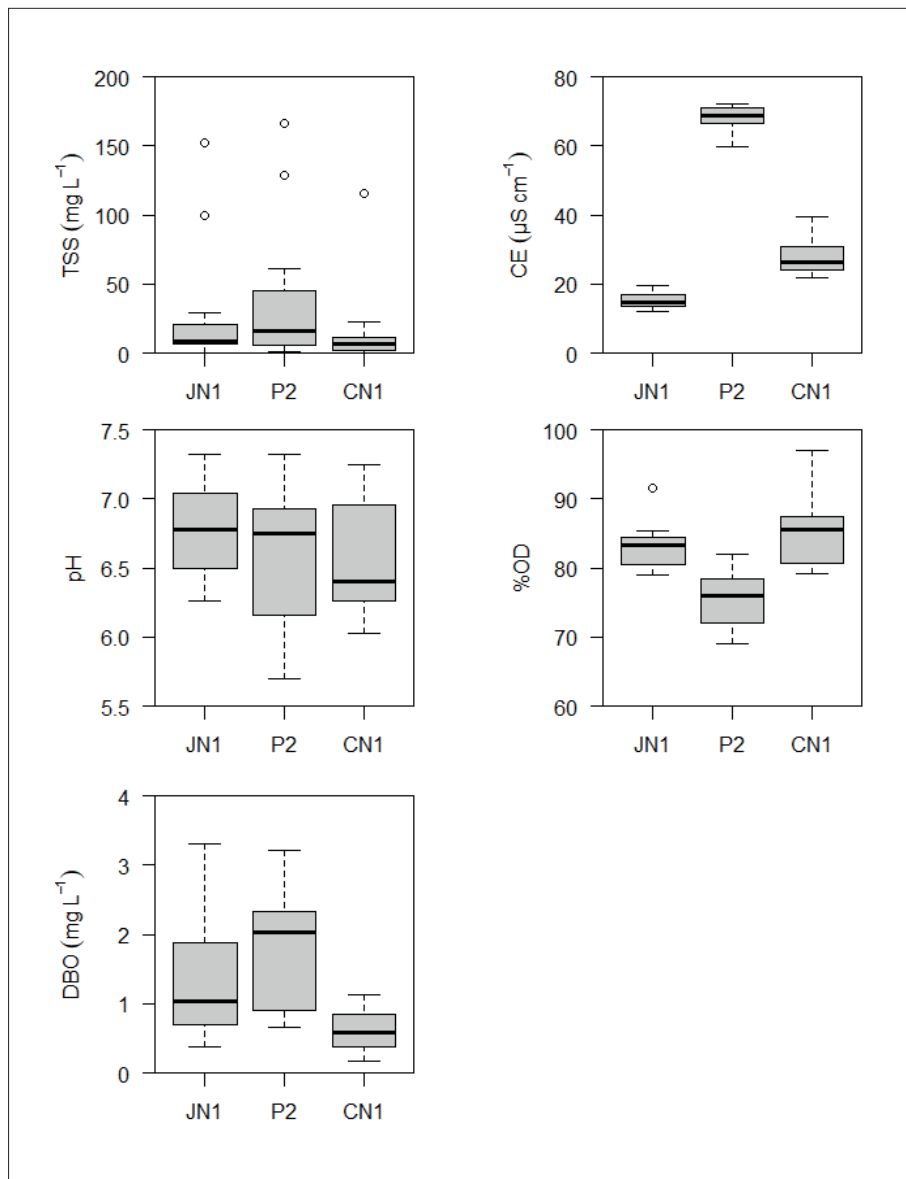 TSS (mg L⁻¹)
200
150
100
50
0
JN1 P2 CN1
CE (µS cm⁻¹)
80
60
40
20
0
JN1 P2 CN1
pH
7.5
7.0
6.5
6.0
5.5
JN1 P2 CN1
%OD
100
90
80
70
60
JN1 P2 CN1
DBO (mg L⁻¹)
4
3
2
1
0
JN1 P2 CN1